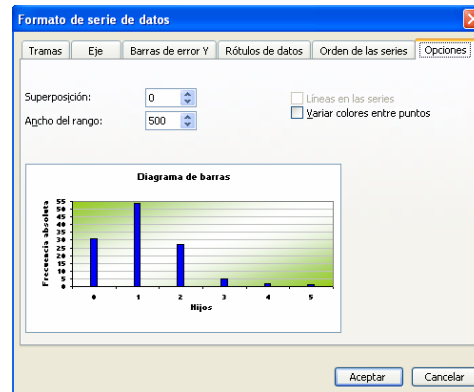 Formato de serie de datos
Tramas Eje Barras de error Y Rótulos de datos Orden de las series Opciones
Superposición: 0
Ancho del rango: 500
Líneas en las series
Variar colores entre puntos
Diagrama de barras
Frecuencia absoluta
55
50
45
40
35
30
25
20
15
10
5
0
0 1 2 3 4 5
Hijos
Aceptar Cancelar